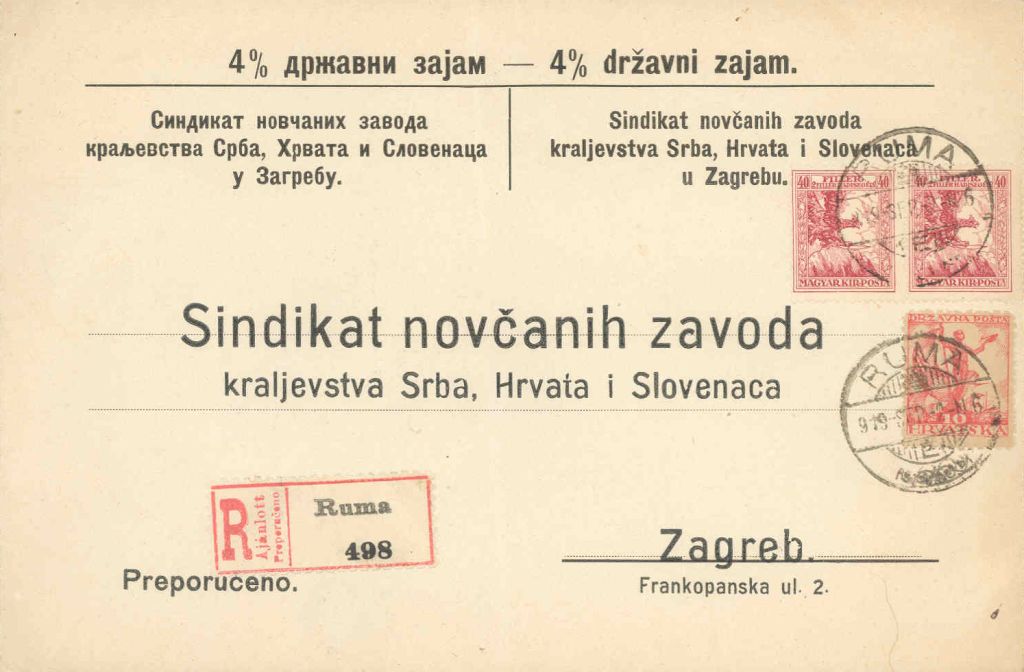 4% државни зајам — 4% državni zajam.
Синдикат новчаних завода
краљевства Срба, Хрвата и Словенаца
у Загребу.
Sindikat novčanih zavoda
kraljevstva Srba, Hrvata i Slovenaca
u Zagrebu.
40 FILLÉR 40
MAGYAR KIR. POSTA
40 40
MAGYAR KIR. POSTA
RUMA
Sindikat novčanih zavoda
kraljevstva Srba, Hrvata i Slovenaca
DRŽAVNA POSTA
10
HRVATSKA
RUMA
R
Ajánlott
Preporučeno
Ruma
498
Preporuceno.
Zagreb.
Frankopanska ul. 2.